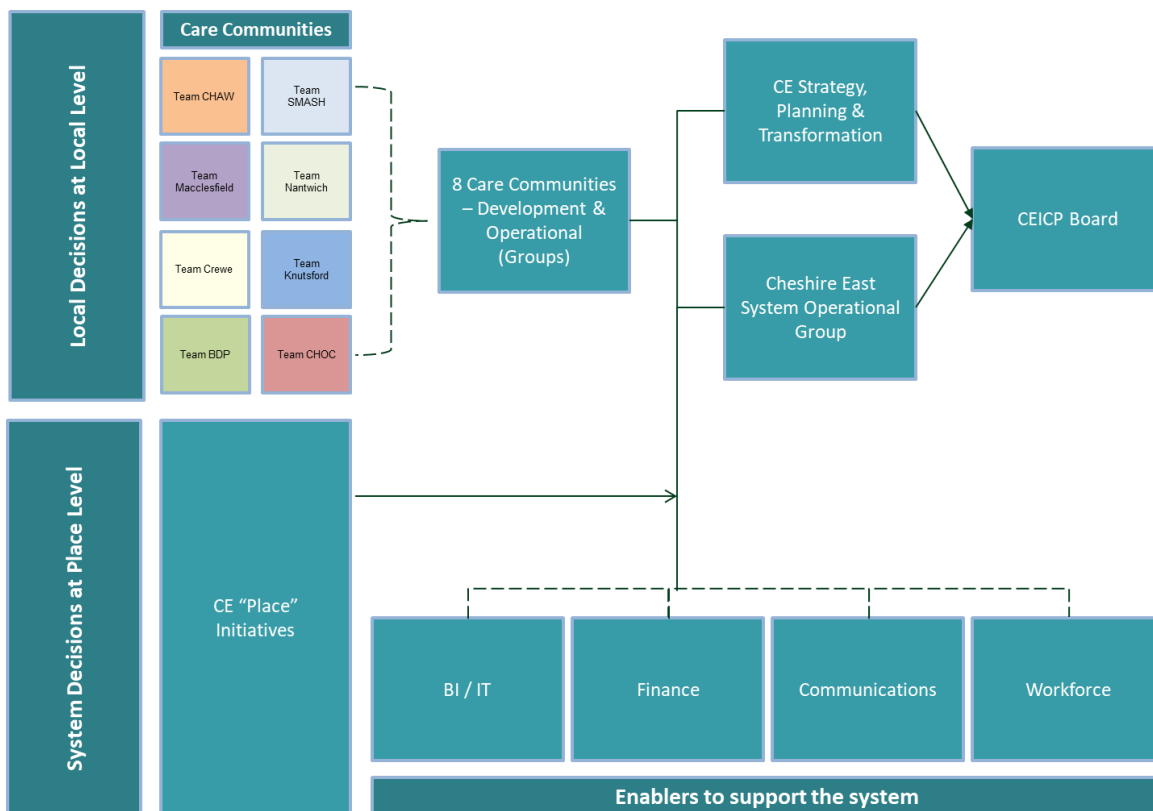 Local Decisions at Local Level
Care Communities
Team CHAW
Team
SMASH
Team
Macclesfield
Team
Nantwich
Team Crewe
Team
Knutsford
Team BDP
Team CHOC
8 Care Communities
– Development &
Operational
(Groups)
CE Strategy,
Planning &
Transformation
Cheshire East
System Operational
Group
CEICP Board
System Decisions at Place Level
CE “Place”
Initiatives
BI / IT
Finance
Communications
Workforce
Enablers to support the system